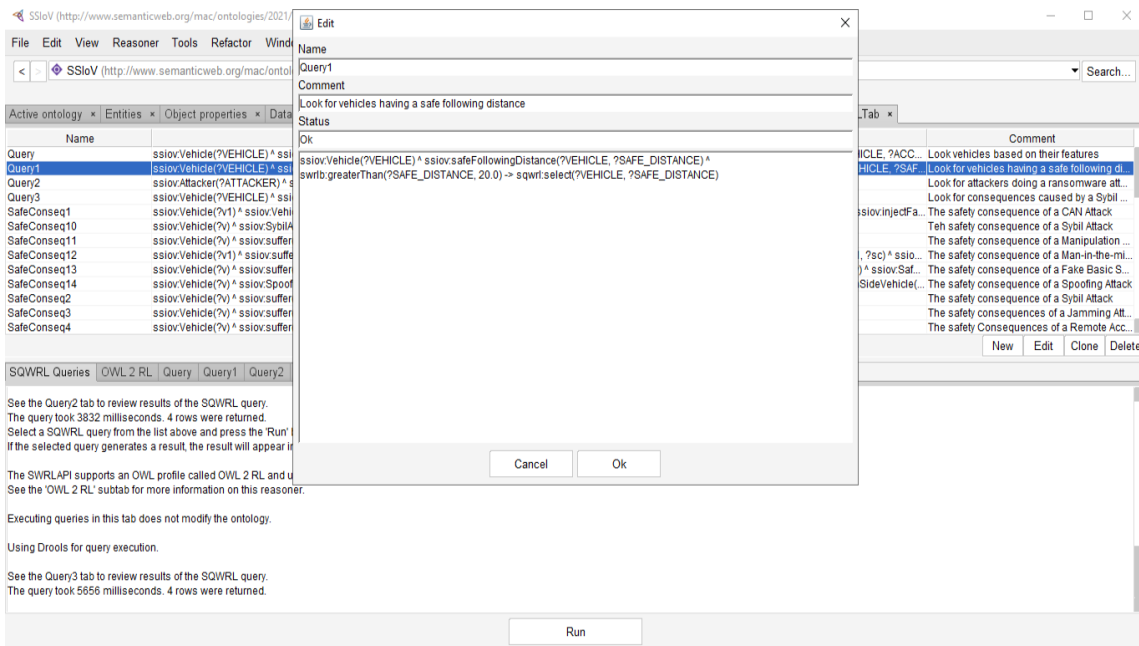 SSIoV (http://www.semanticweb.org/mac/ontologies/2021/
File Edit View Reasoner Tools Refactor
< > SSIoV (http://www.semanticweb.org/mac/ontol
Search...
Active ontology × Entities × Object properties × Data
LTab ×
Name
Comment
Query ssiov:Vehicle(?VEHICLE) ^ ssi
HICLE, ?ACC... Look vehicles based on their features
Query1 ssiov:Vehicle(?VEHICLE) ^ ssi
HICLE, ?SAF... Look for vehicles having a safe following di...
Query2 ssiov:Attacker(?ATTACKER) ^ s
Look for attackers doing a ransomware att...
Query3 ssiov:Vehicle(?VEHICLE) ^ ssi
Look for consequences caused by a Sybil ...
SafeConseq1 ssiov:Vehicle(?v1) ^ ssiov:Vehi
ssiov:injectFa... The safety consequence of a CAN Attack
SafeConseq10 ssiov:Vehicle(?v) ^ ssiov:SybilA
Teh safety consequence of a Sybil Attack
SafeConseq11 ssiov:Vehicle(?v) ^ ssiov:suffer
The safety consequence of a Manipulation ...
SafeConseq12 ssiov:Vehicle(?v1) ^ ssiov:suffe
, ?sc) ^ ssio... The safety consequence of a Man-in-the-mi...
SafeConseq13 ssiov:Vehicle(?v) ^ ssiov:suffer
) ^ ssiov:Saf... The safety consequence of a Fake Basic S...
SafeConseq14 ssiov:Vehicle(?v) ^ ssiov:Spoof
SideVehicle(... The safety consequence of a Spoofing Attack
SafeConseq2 ssiov:Vehicle(?v) ^ ssiov:suffer
The safety consequence of a Sybil Attack
SafeConseq3 ssiov:Vehicle(?v) ^ ssiov:suffer
The safety consequences of a Jamming Att...
SafeConseq4 ssiov:Vehicle(?v) ^ ssiov:suffer
The safety Consequences of a Remote Acc...
New Edit Clone Delete
Edit
Name
Query1
Comment
Look for vehicles having a safe following distance
Status
Ok
ssiov:Vehicle(?VEHICLE) ^ ssiov:safeFollowingDistance(?VEHICLE, ?SAFE_DISTANCE) ^
swrlb:greaterThan(?SAFE_DISTANCE, 20.0) -> sqwrl:select(?VEHICLE, ?SAFE_DISTANCE)
Cancel Ok
SQWRL Queries OWL 2 RL Query Query1 Query2
See the Query2 tab to review results of the SQWRL query.
The query took 3832 milliseconds. 4 rows were returned.
Select a SQWRL query from the list above and press the 'Run'
If the selected query generates a result, the result will appear in
The SWRLAPI supports an OWL profile called OWL 2 RL and u
See the 'OWL 2 RL' subtab for more information on this reasoner.
Executing queries in this tab does not modify the ontology.
Using Drools for query execution.
See the Query3 tab to review results of the SQWRL query.
The query took 5656 milliseconds. 4 rows were returned.
Run